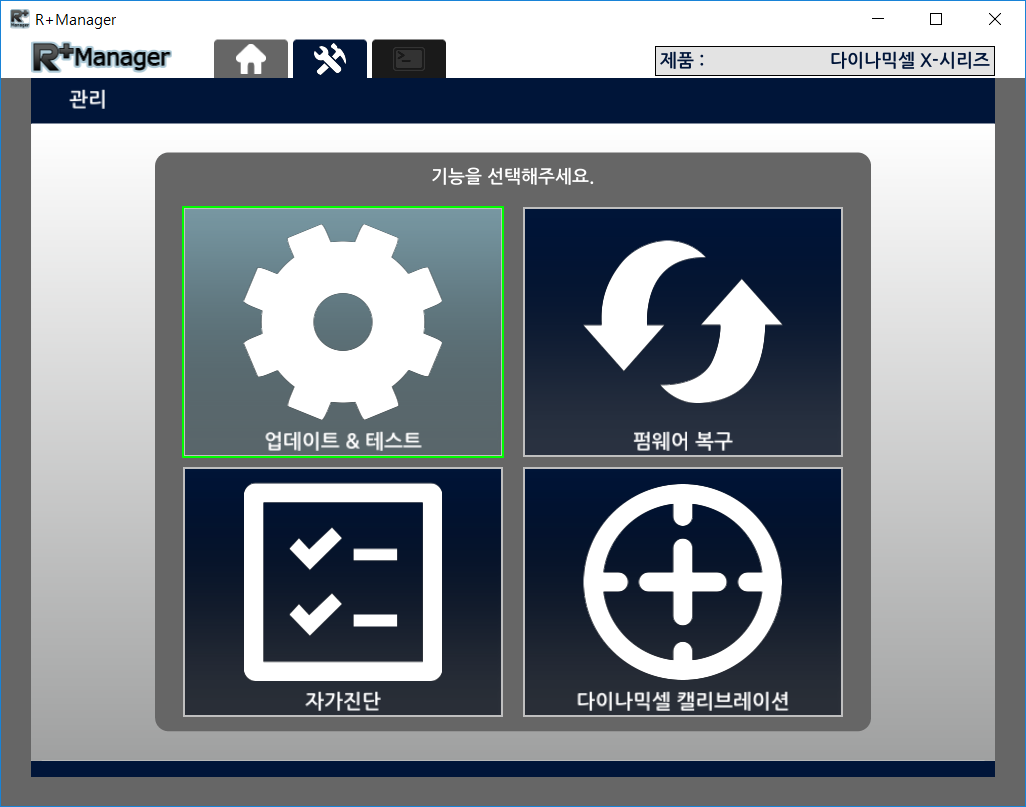 R+Manager
R+Manager
제품 : 다이나믹셀 X-시리즈
관리
기능을 선택해주세요.
업데이트 & 테스트
펌웨어 복구
자가진단
다이나믹셀 캘리브레이션